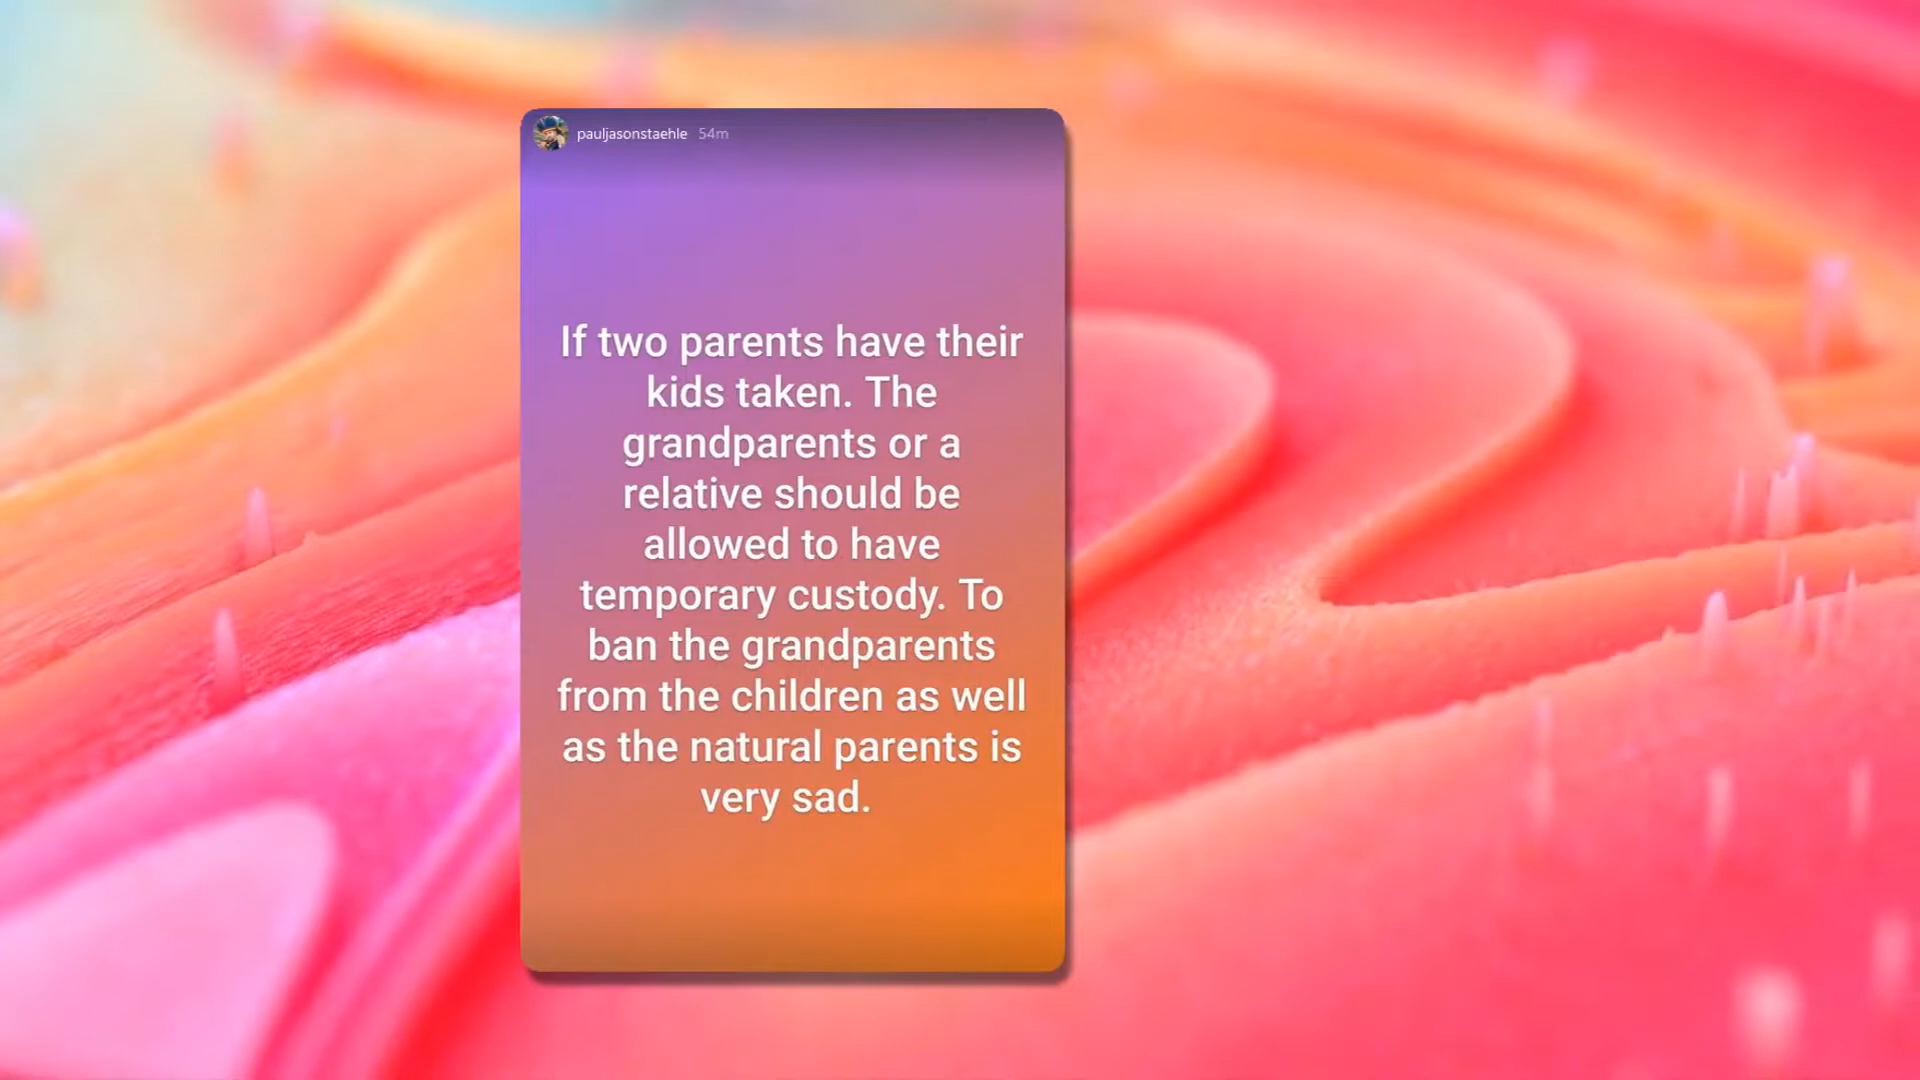 pauljasonstaehle 54m
If two parents have their
kids taken. The
grandparents or a
relative should be
allowed to have
temporary custody. To
ban the grandparents
from the children as well
as the natural parents is
very sad.